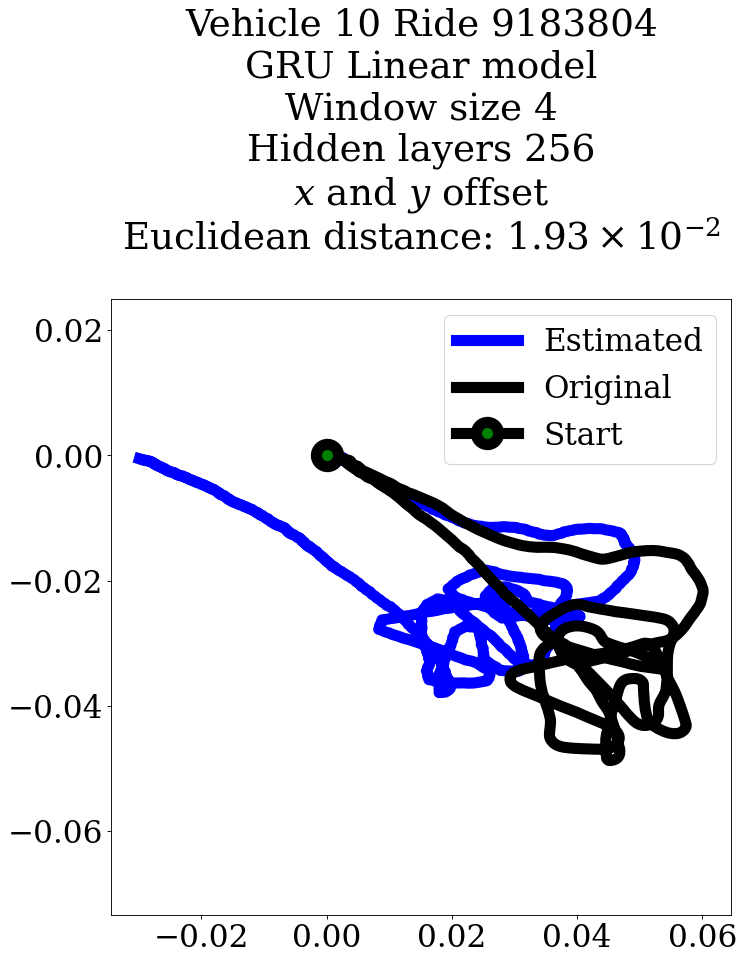 Vehicle 10 Ride 9183804
GRU Linear model
Window size 4
Hidden layers 256
x and y offset
Euclidean distance: 1.93 × 10⁻²
Estimated
Original
Start
0.02
0.00
−0.02
−0.04
−0.06
−0.02 0.00 0.02 0.04 0.06